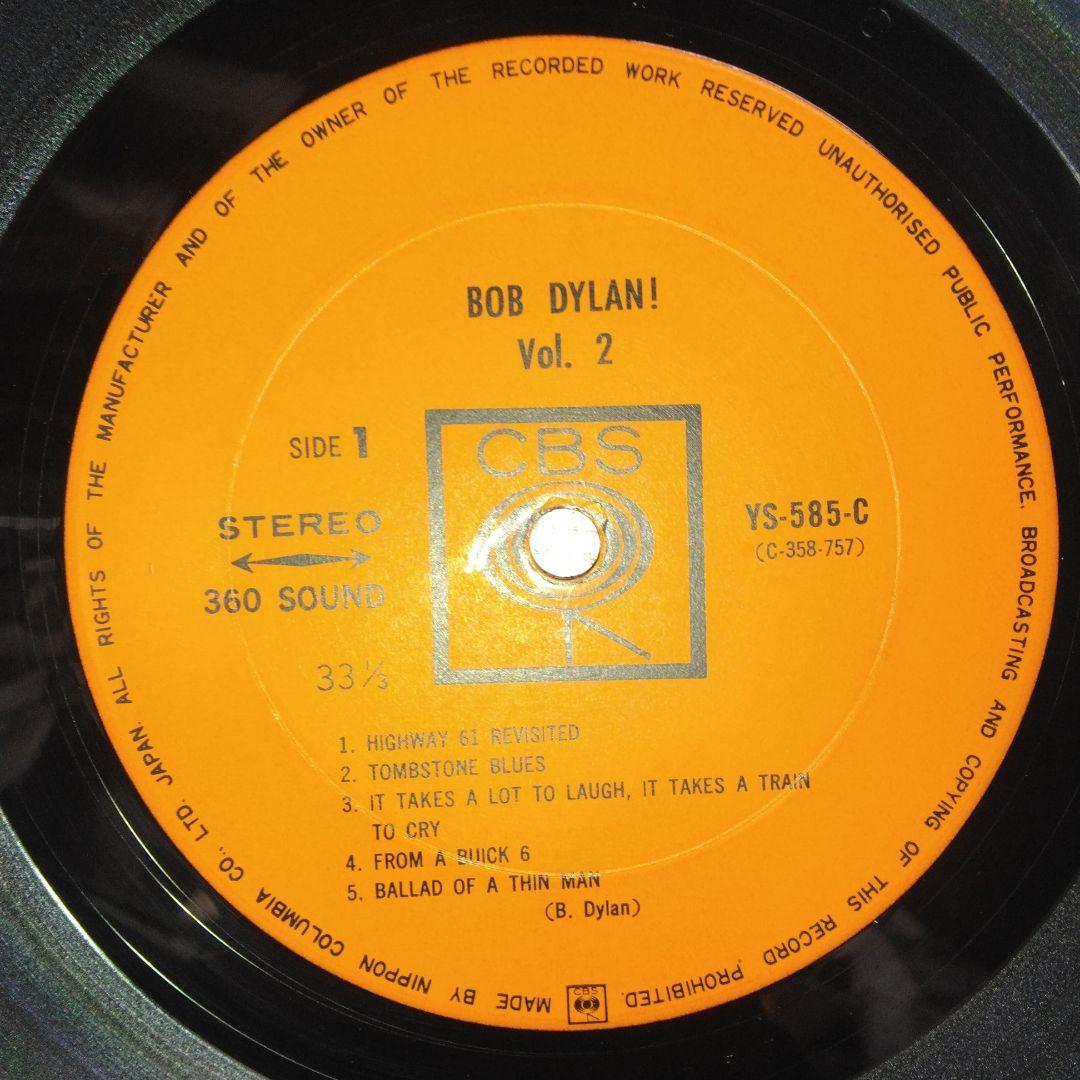 BOB DYLAN!
Vol. 2
SIDE 1
STEREO
360 SOUND
33 1/3
CBS
YS-585-C
(C-358-757)
1. HIGHWAY 61 REVISITED
2. TOMBSTONE BLUES
3. IT TAKES A LOT TO LAUGH, IT TAKES A TRAIN
TO CRY
4. FROM A BUICK 6
5. BALLAD OF A THIN MAN
(B. Dylan)
CBS
MADE BY NIPPON COLUMBIA CO., LTD. JAPAN. ALL RIGHTS OF THE MANUFACTURER AND OF THE OWNER OF THE RECORDED WORK RESERVED UNAUTHORISED PUBLIC PERFORMANCE. BROADCASTING AND COPYING OF THIS RECORD PROHIBITED.